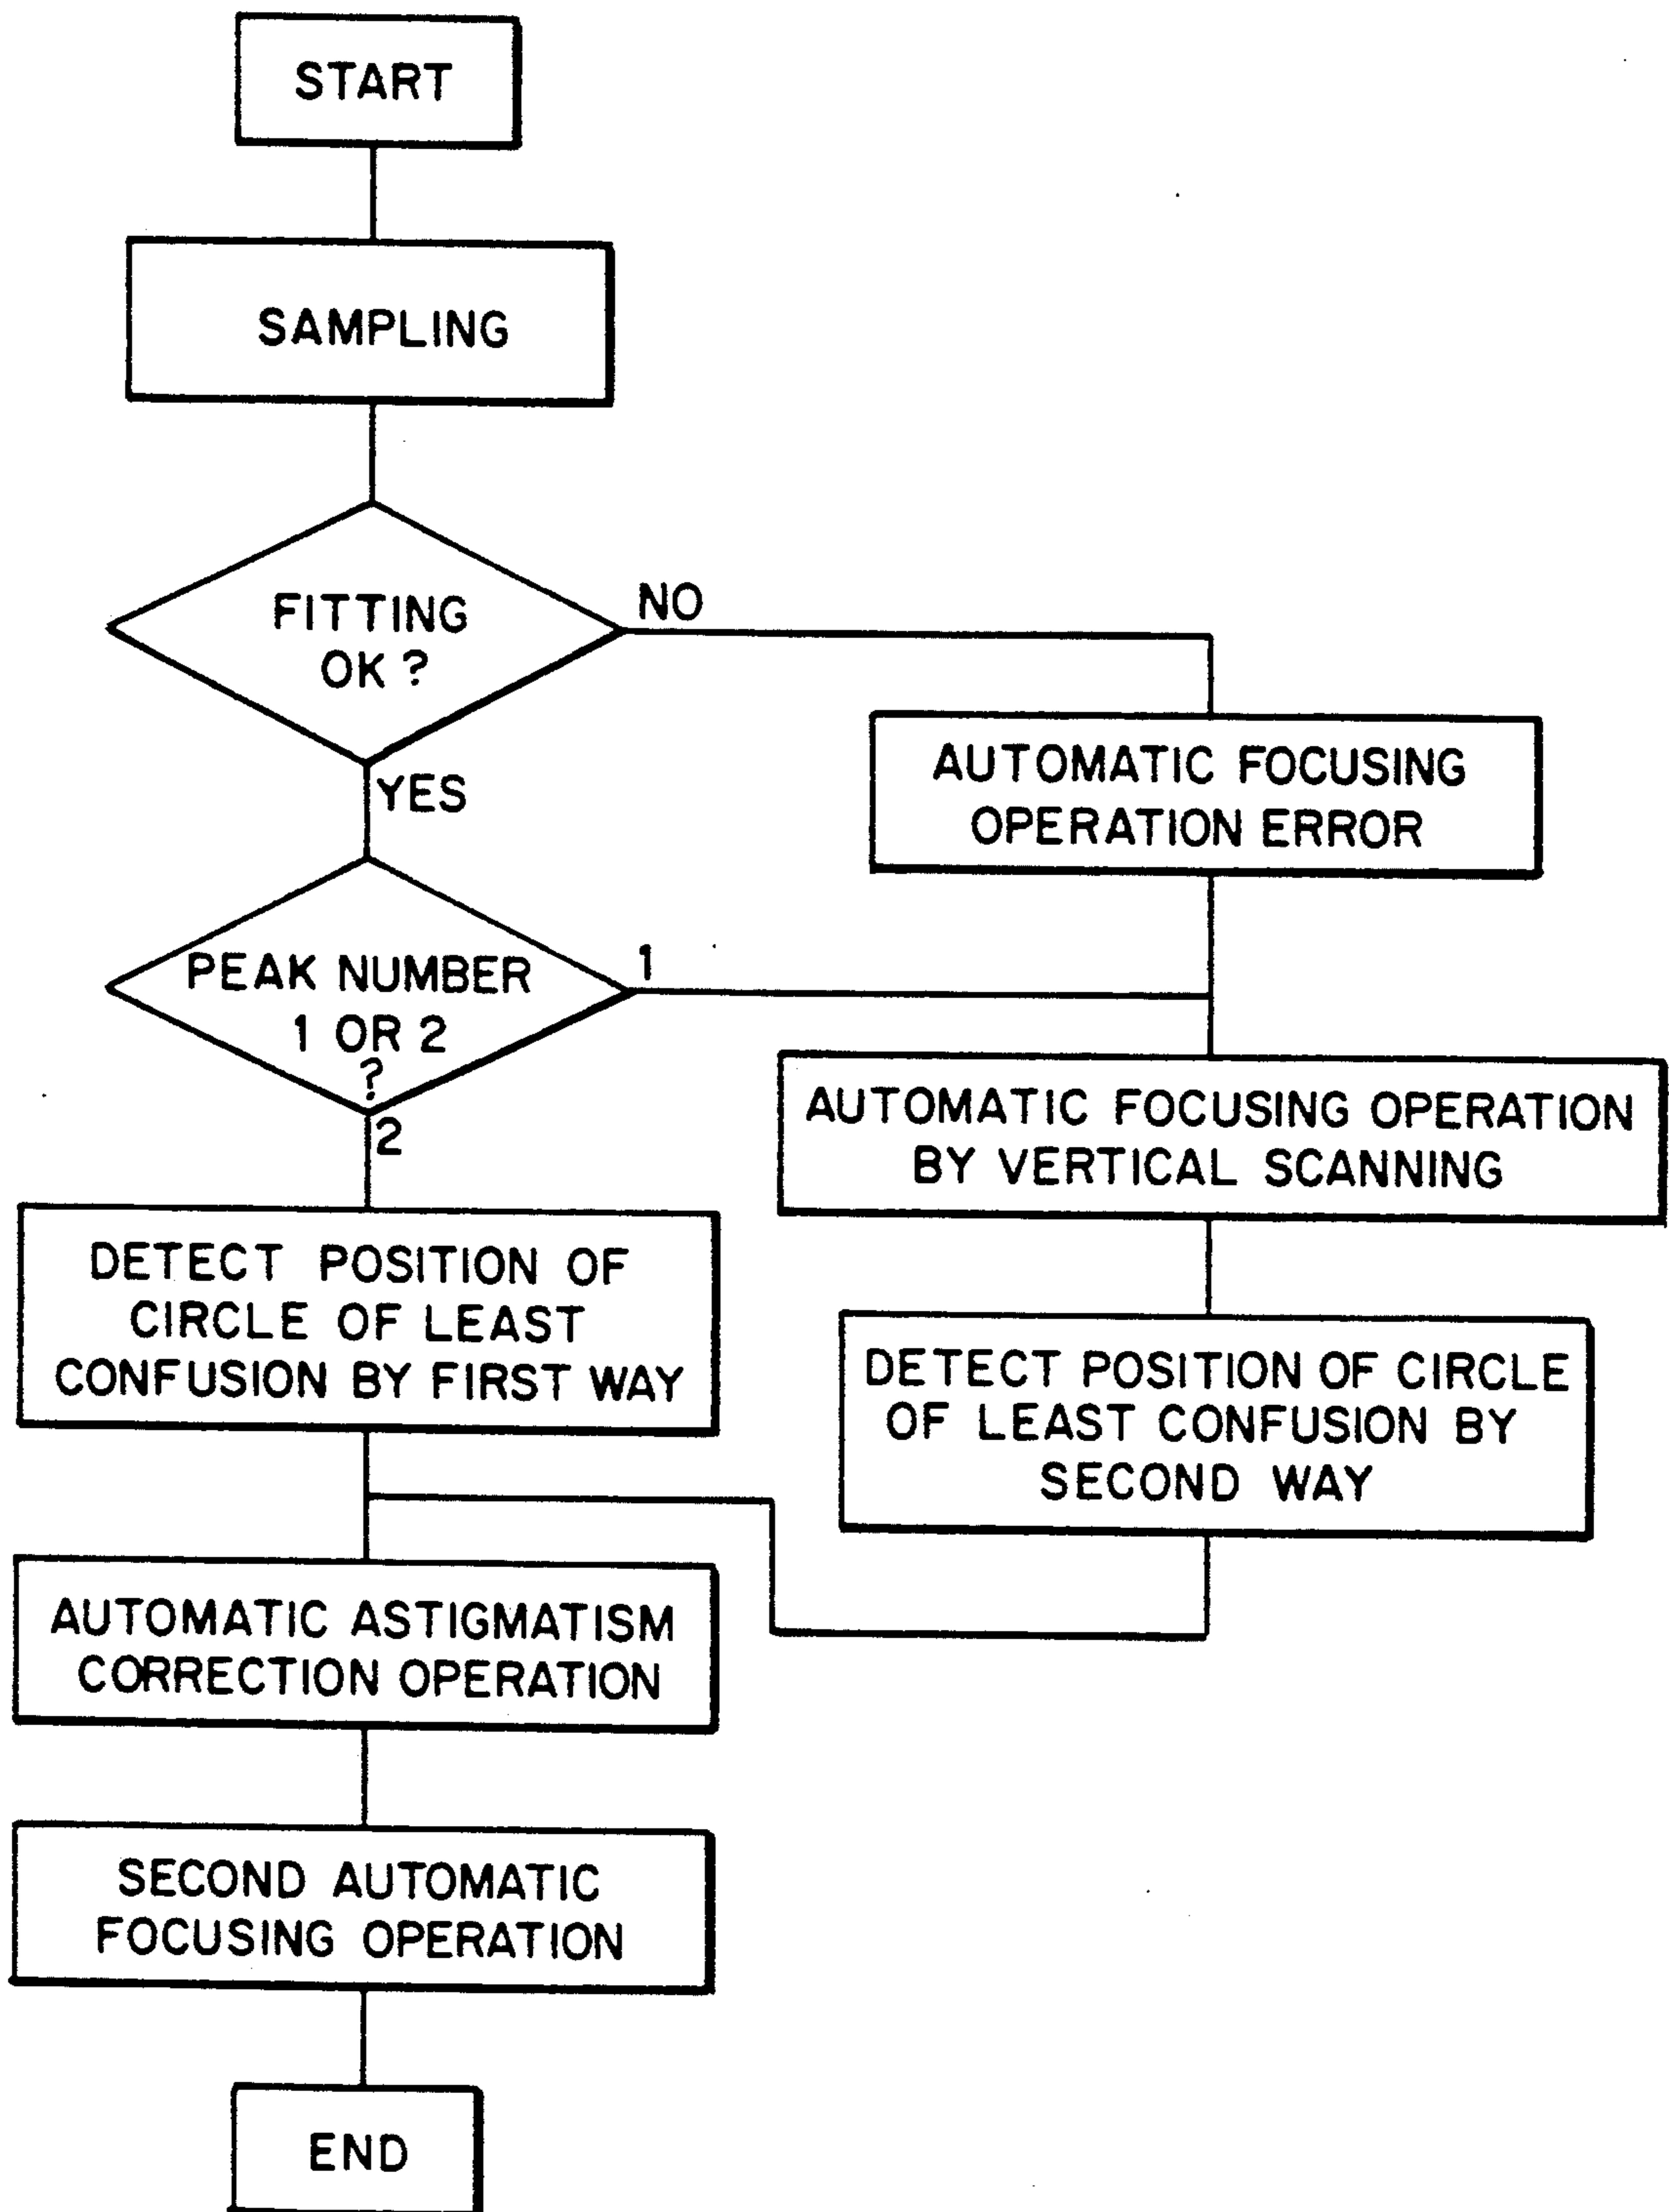 START
SAMPLING
FITTING
OK ?
NO
YES
AUTOMATIC FOCUSING
OPERATION ERROR
PEAK NUMBER
1 OR 2
?
1
2
AUTOMATIC FOCUSING OPERATION
BY VERTICAL SCANNING
DETECT POSITION OF
CIRCLE OF LEAST
CONFUSION BY FIRST WAY
DETECT POSITION OF CIRCLE
OF LEAST CONFUSION BY
SECOND WAY
AUTOMATIC ASTIGMATISM
CORRECTION OPERATION
SECOND AUTOMATIC
FOCUSING OPERATION
END